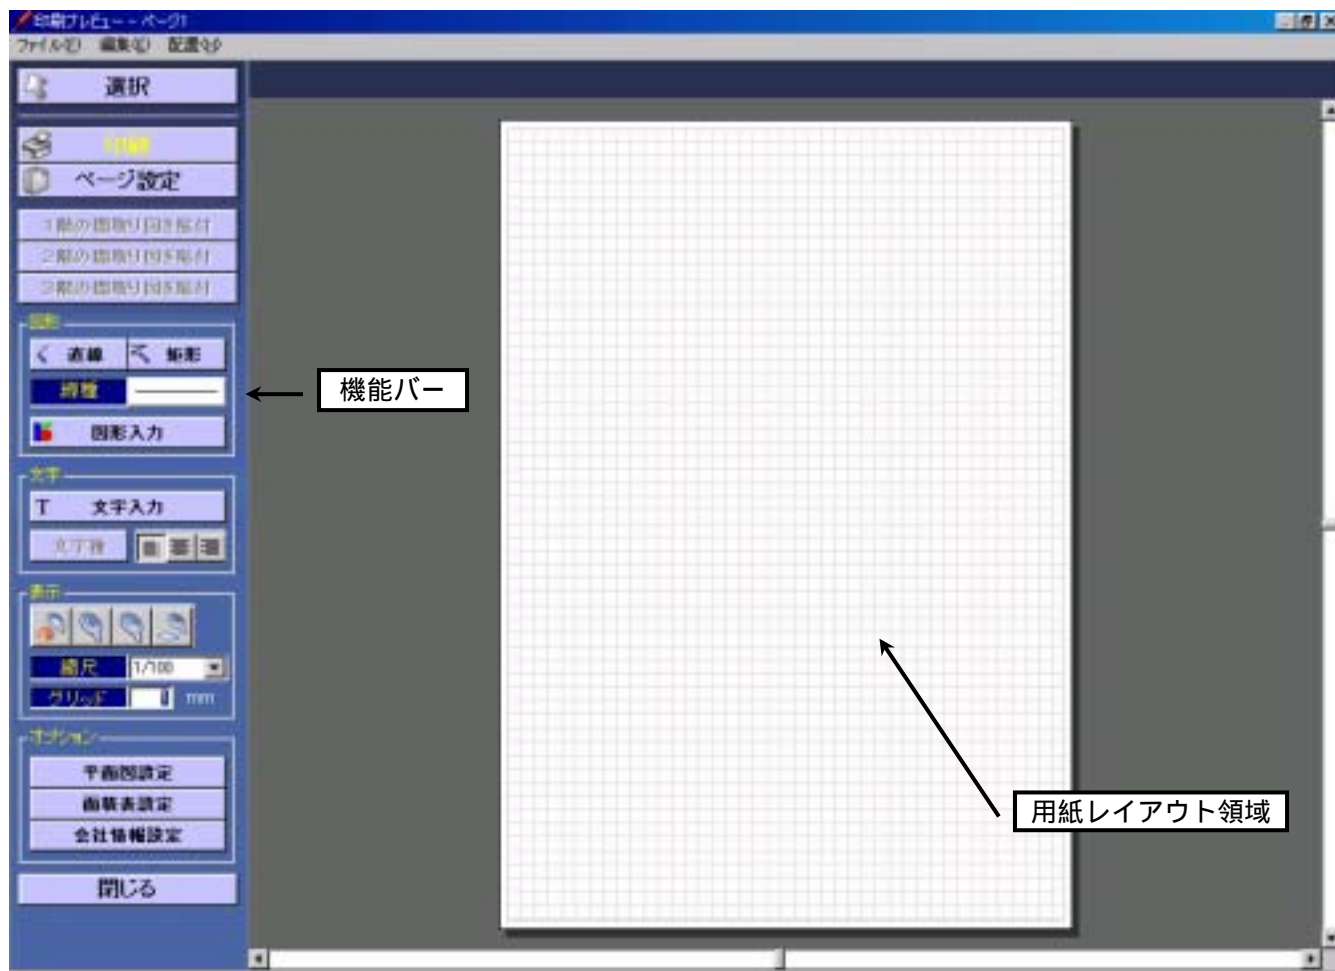 印刷プレビュー - ページ1
ファイル(F) 編集(E) 配置(P)
選択
印刷
ページ設定
1階の間取り図を貼付
2階の間取り図を貼付
3階の間取り図を貼付
図形
直線 矩形
線種
機能バー
図形入力
文字
T 文字入力
文字種
表示
縮尺 1/100
グリッド mm
オプション
平面図設定
面積表設定
用紙レイアウト領域
会社情報設定
閉じる